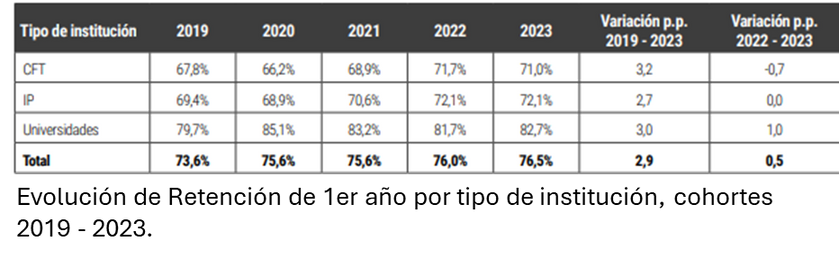 Tipo de institución 2019 2020 2021 2022 2023 Variación p.p. 2019 - 2023 Variación p.p. 2022 - 2023
CFT 67,8% 66,2% 68,9% 71,7% 71,0% 3,2 -0,7
IP 69,4% 68,9% 70,6% 72,1% 72,1% 2,7 0,0
Universidades 79,7% 85,1% 83,2% 81,7% 82,7% 3,0 1,0
Total 73,6% 75,6% 75,6% 76,0% 76,5% 2,9 0,5
Evolución de Retención de 1er año por tipo de institución, cohortes
2019 - 2023.